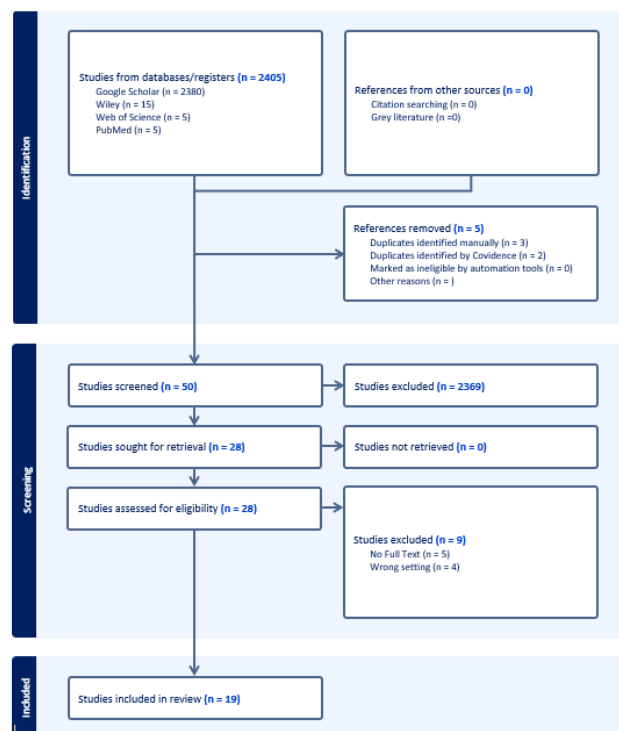 Identification
Studies from databases/registers (n = 2405)
Google Scholar (n = 2380)
Wiley (n = 15)
Web of Science (n = 5)
PubMed (n = 5)
References from other sources (n = 0)
Citation searching (n = 0)
Grey literature (n =0)
References removed (n = 5)
Duplicates identified manually (n = 3)
Duplicates identified by Covidence (n = 2)
Marked as ineligible by automation tools (n = 0)
Other reasons (n = )
Screening
Studies screened (n = 50)
Studies excluded (n = 2369)
Studies sought for retrieval (n = 28)
Studies not retrieved (n = 0)
Studies assessed for eligibility (n = 28)
Studies excluded (n = 9)
No Full Text (n = 5)
Wrong setting (n = 4)
Included
Studies included in review (n = 19)